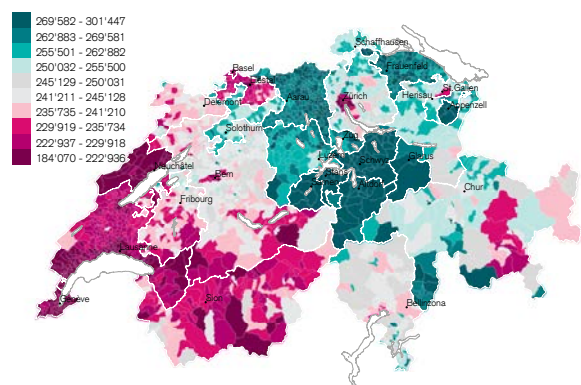 269'582 - 301'447
262'883 - 269'581
255'501 - 262'882
250'032 - 255'500
245'129 - 250'031
241'211 - 245'128
235'735 - 241'210
229'919 - 235'734
222'937 - 229'918
184'070 - 222'936
Schaffhausen
Basel
Frauenfeld
Liestal
St.Gallen
Delémont
Aarau
Zürich
Herisau
Appenzell
Solothurn
Zug
Luzern
Schwyz
Glarus
Neuchâtel
Stans
Bern
Sarnen
Altdorf
Chur
Fribourg
Lausanne
Genève
Sion
Bellinzona